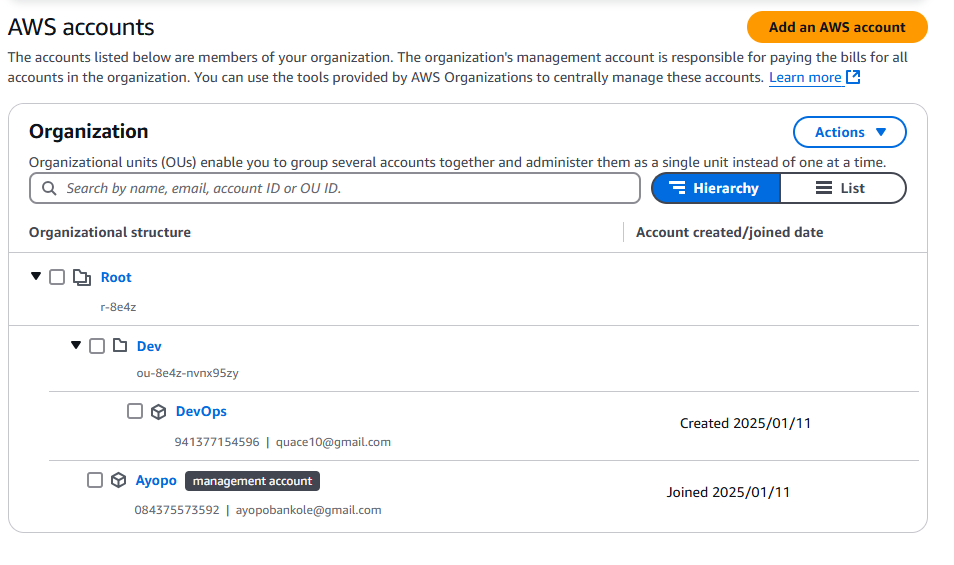 AWS accounts
Add an AWS account
The accounts listed below are members of your organization. The organization's management account is responsible for paying the bills for all
accounts in the organization. You can use the tools provided by AWS Organizations to centrally manage these accounts. Learn more
Organization
Actions
Organizational units (OUs) enable you to group several accounts together and administer them as a single unit instead of one at a time.
Search by name, email, account ID or OU ID.
Hierarchy
List
Organizational structure
Account created/joined date
Root
r-8e4z
Dev
ou-8e4z-nvnx95zy
DevOps
Created 2025/01/11
941377154596 | quace10@gmail.com
Ayopo management account
Joined 2025/01/11
084375573592 | ayopobankole@gmail.com